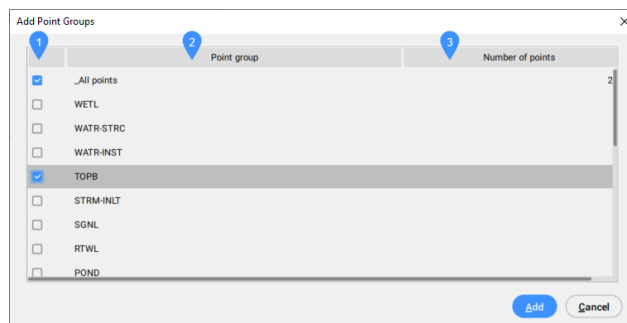 Add Point Groups
1 2 3
Point group Number of points
_All points 2
WETL
WATR-STRC
WATR-INST
TOPB
STRM-INLT
SGNL
RTWL
POND
Add Cancel